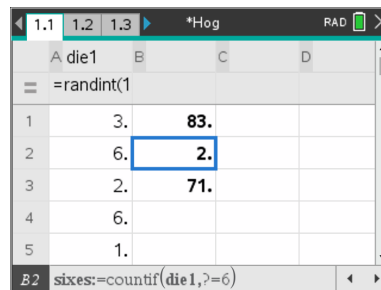 1.1 1.2 1.3 *Hog RAD
A die1 B C D
= =randint(1
1 3. 83.
2 6. 2.
3 2. 71.
4 6.
5 1.
B2 sixes:=countif(die1,?=6)